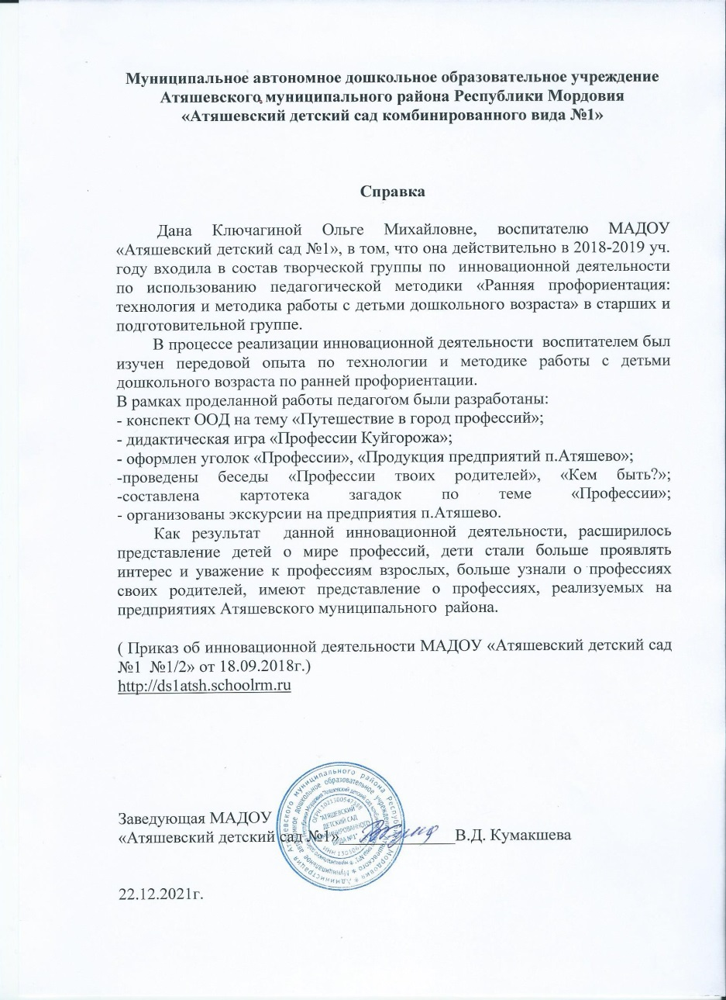 Муниципальное автономное дошкольное образовательное учреждение
Атяшевского муниципального района Республики Мордовия
«Атяшевский детский сад комбинированного вида №1»
Справка
Дана Ключагиной Ольге Михайловне, воспитателю МАДОУ
«Атяшевский детский сад №1», в том, что она действительно в 2018-2019 уч.
году входила в состав творческой группы по инновационной деятельности
по использованию педагогической методики «Ранняя профориентация:
технология и методика работы с детьми дошкольного возраста» в старших и
подготовительной группе.
В процессе реализации инновационной деятельности воспитателем был
изучен передовой опыта по технологии и методике работы с детьми
дошкольного возраста по ранней профориентации.
В рамках проделанной работы педагогом были разработаны:
- конспект ООД на тему «Путешествие в город профессий»;
- дидактическая игра «Профессии Куйгорожа»;
- оформлен уголок «Профессии», «Продукция предприятий п.Атяшево»;
-проведены беседы «Профессии твоих родителей», «Кем быть?»;
-составлена картотека загадок по теме «Профессии»;
- организованы экскурсии на предприятия п.Атяшево.
Как результат данной инновационной деятельности, расширилось
представление детей о мире профессий, дети стали больше проявлять
интерес и уважение к профессиям взрослых, больше узнали о профессиях
своих родителей, имеют представление о профессиях, реализуемых на
предприятиях Атяшевского муниципального района.
( Приказ об инновационной деятельности МАДОУ «Атяшевский детский сад
№1 №1/2» от 18.09.2018г.)
http://ds1atsh.schoolrm.ru
Заведующая МАДОУ
«Атяшевский детский сад №1»______________В.Д. Кумакшева
"АТЯШЕВСКИЙ
ДЕТСКИЙ САД
ВИДА №1"
22.12.2021г.